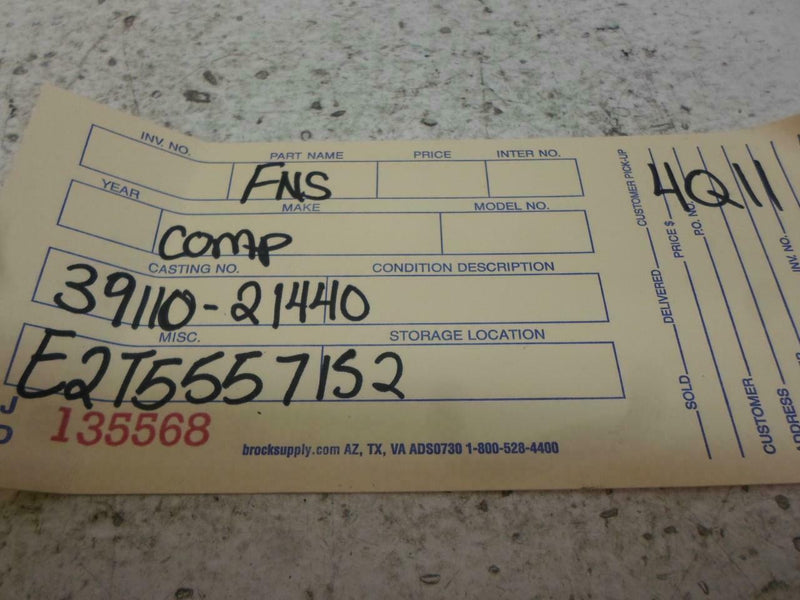 INV. NO. PART NAME PRICE INTER NO.
FNS
YEAR MAKE MODEL NO.
COMP
CASTING NO. CONDITION DESCRIPTION
39110-21440
MISC. STORAGE LOCATION
E2T55571S2
135568
brocksupply.com AZ, TX, VA ADS0730 1-800-528-4400
CUSTOMER PICK-UP
DELIVERED
SOLD
PRICE $
P.O. NO.
CUSTOMER
ADDRESS
INV. NO.
4Q11